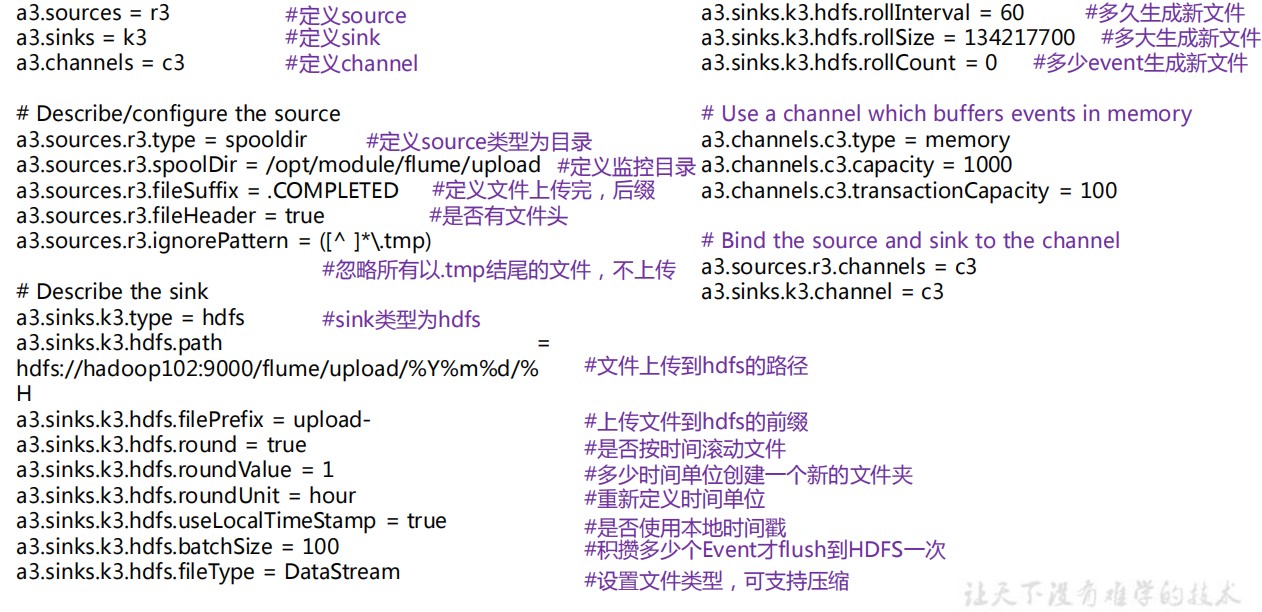 a3.sources = r3 #定义source
a3.sinks = k3 #定义sink
a3.channels = c3 #定义channel
# Describe/configure the source
a3.sources.r3.type = spooldir #定义source类型为目录
a3.sources.r3.spoolDir = /opt/module/flume/upload #定义监控目录
a3.sources.r3.fileSuffix = .COMPLETED #定义文件上传完，后缀
a3.sources.r3.fileHeader = true #是否有文件头
a3.sources.r3.ignorePattern = ([^ ]*\.tmp)
#忽略所有以.tmp结尾的文件，不上传
# Describe the sink
a3.sinks.k3.type = hdfs #sink类型为hdfs
a3.sinks.k3.hdfs.path =
hdfs://hadoop102:9000/flume/upload/%Y%m%d/% #文件上传到hdfs的路径
H
a3.sinks.k3.hdfs.filePrefix = upload- #上传文件到hdfs的前缀
a3.sinks.k3.hdfs.round = true #是否按时间滚动文件
a3.sinks.k3.hdfs.roundValue = 1 #多少时间单位创建一个新的文件夹
a3.sinks.k3.hdfs.roundUnit = hour #重新定义时间单位
a3.sinks.k3.hdfs.useLocalTimeStamp = true #是否使用本地时间戳
a3.sinks.k3.hdfs.batchSize = 100 #积攒多少个Event才flush到HDFS一次
a3.sinks.k3.hdfs.fileType = DataStream #设置文件类型，可支持压缩
a3.sinks.k3.hdfs.rollInterval = 60 #多久生成新文件
a3.sinks.k3.hdfs.rollSize = 134217700 #多大生成新文件
a3.sinks.k3.hdfs.rollCount = 0 #多少event生成新文件
# Use a channel which buffers events in memory
a3.channels.c3.type = memory
a3.channels.c3.capacity = 1000
a3.channels.c3.transactionCapacity = 100
# Bind the source and sink to the channel
a3.sources.r3.channels = c3
a3.sinks.k3.channel = c3
让天下没有难学的技术